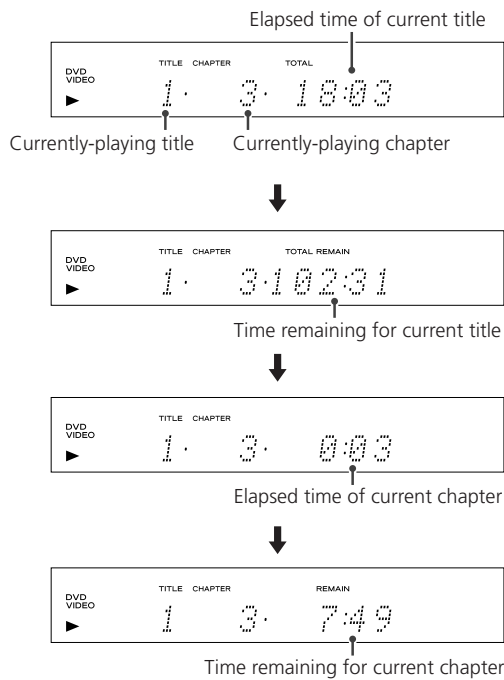 Elapsed time of current title
TITLE CHAPTER TOTAL
DVD
VIDEO
1· 3· 18:03
Currently-playing title Currently-playing chapter
TITLE CHAPTER TOTAL REMAIN
DVD
VIDEO
1· 3·102:31
Time remaining for current title
TITLE CHAPTER
DVD
VIDEO
1· 3· 0:03
Elapsed time of current chapter
TITLE CHAPTER REMAIN
DVD
VIDEO
1 3· 7:49
Time remaining for current chapter